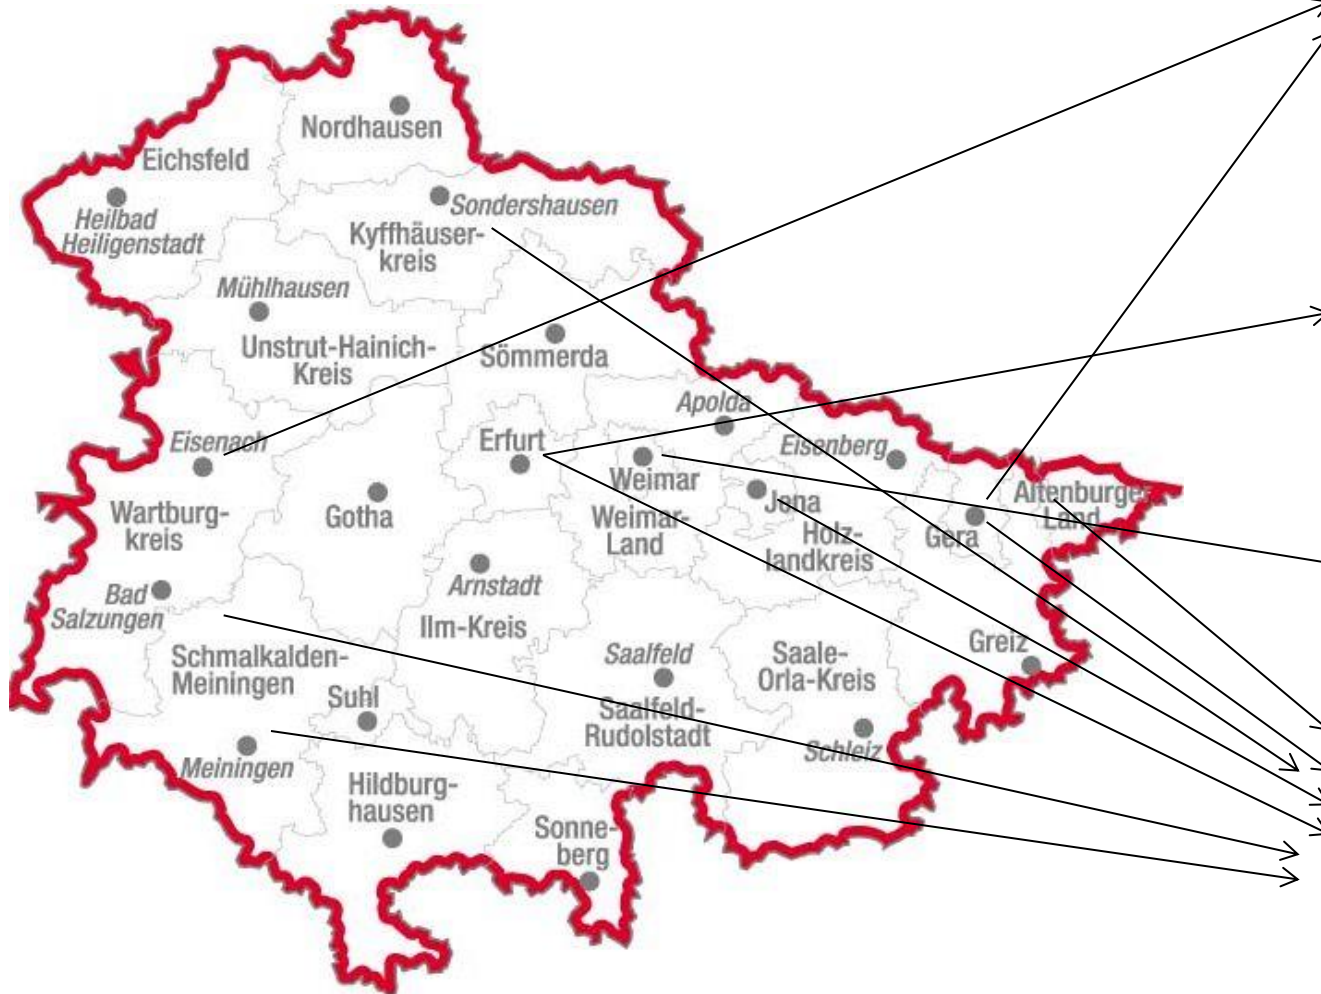 Nordhausen
Eichsfeld
Heilbad
Heiligenstadt
Sondershausen
Kyffhäuser-
kreis
Mühlhausen
Unstrut-Hainich-
Kreis
Sömmerda
Apolda
Eisenach
Erfurt
Eisenberg
Weimar
Wartburg-
kreis
Gotha
Jena
Altenburger
Land
Weimar-
Land
Holz-
landkreis
Gera
Arnstadt
Bad
Salzungen
Ilm-Kreis
Schmalkalden-
Meiningen
Saalfeld
Saale-
Orla-Kreis
Greiz
Suhl
Saalfeld-
Rudolstadt
Schleiz
Meiningen
Hildburg-
hausen
Sonne-
berg